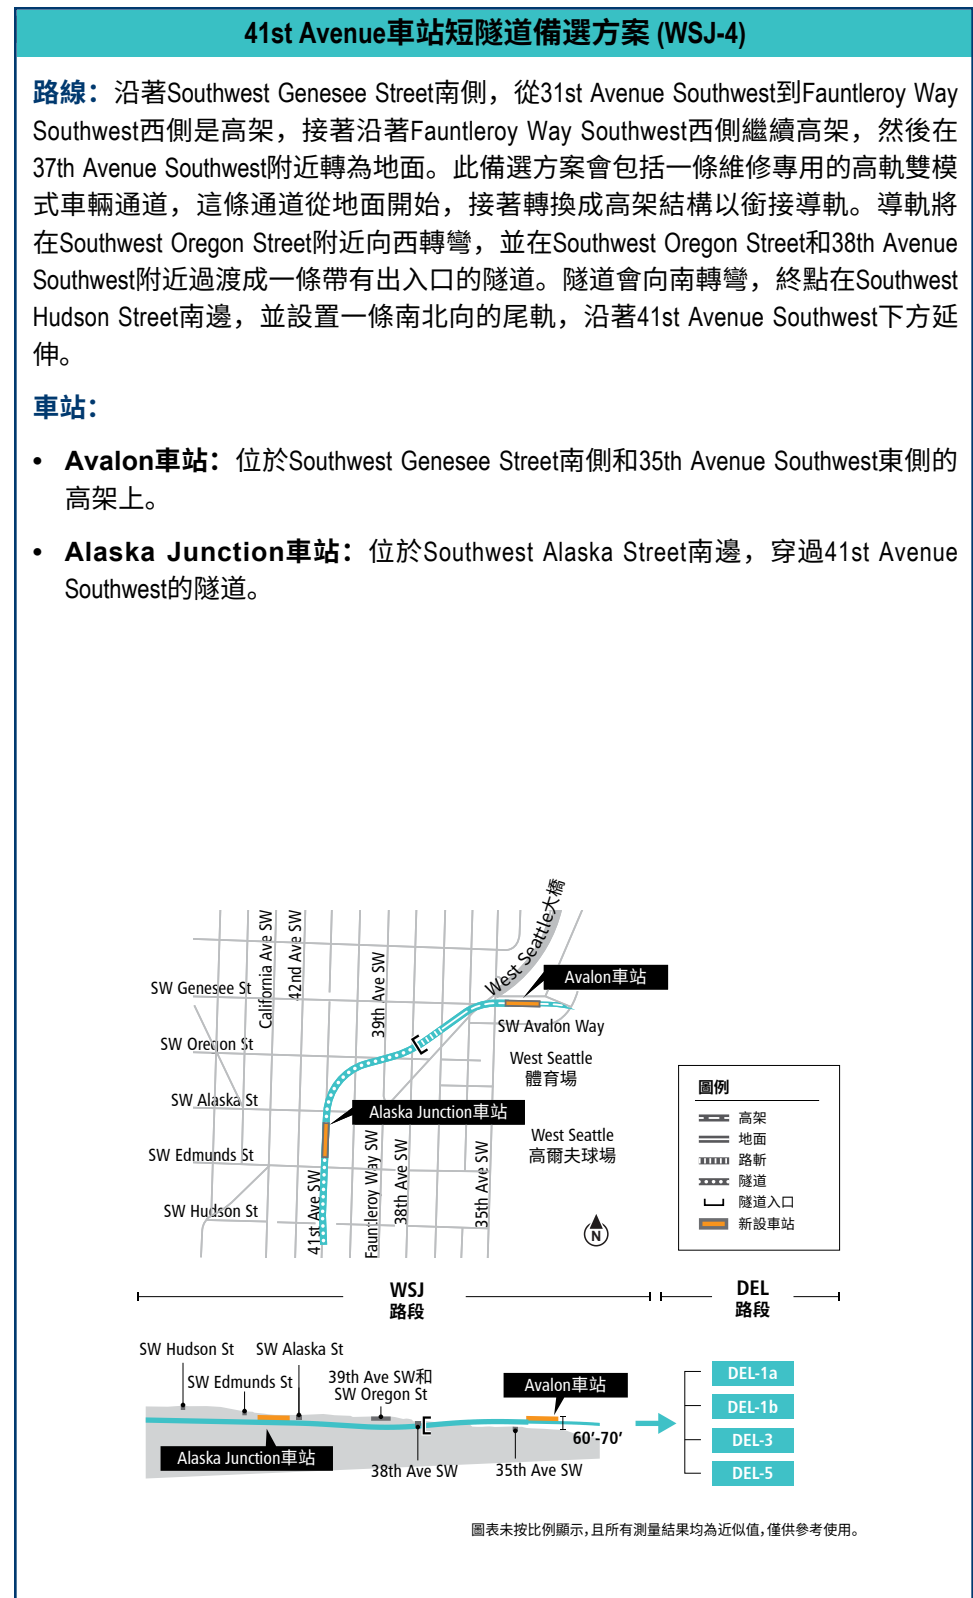 41st Avenue車站短隧道備選方案 (WSJ-4)
路線：沿著Southwest Genesee Street南側，從31st Avenue Southwest到Fauntleroy Way
Southwest西側是高架，接著沿著Fauntleroy Way Southwest西側繼續高架，然後在
37th Avenue Southwest附近轉為地面。此備選方案會包括一條維修專用的高軌雙模
式車輛通道，這條通道從地面開始，接著轉換成高架結構以銜接導軌。導軌將
在Southwest Oregon Street附近向西轉彎，並在Southwest Oregon Street和38th Avenue
Southwest附近過渡成一條帶有出入口的隧道。隧道會向南轉彎，終點在Southwest
Hudson Street南邊，並設置一條南北向的尾軌，沿著41st Avenue Southwest下方延
伸。
車站：
• Avalon車站：位於Southwest Genesee Street南側和35th Avenue Southwest東側的
高架上。
• Alaska Junction車站：位於Southwest Alaska Street南邊，穿過41st Avenue
Southwest的隧道。
West Seattle大橋
California Ave SW
42nd Ave SW
39th Ave SW
Avalon車站
SW Genesee St
SW Avalon Way
SW Oregon St
West Seattle
體育場
SW Alaska St
Alaska Junction車站
West Seattle
高爾夫球場
SW Edmunds St
SW Hudson St
41st Ave SW
Fauntleroy Way SW
38th Ave SW
35th Ave SW
N
圖例
高架
地面
路斬
隧道
隧道入口
新設車站
WSJ
路段
DEL
路段
SW Hudson St
SW Alaska St
SW Edmunds St
39th Ave SW和
SW Oregon St
Avalon車站
60’-70’
Alaska Junction車站
38th Ave SW
35th Ave SW
DEL-1a
DEL-1b
DEL-3
DEL-5
圖表未按比例顯示，且所有測量結果均為近似值，僅供參考使用。